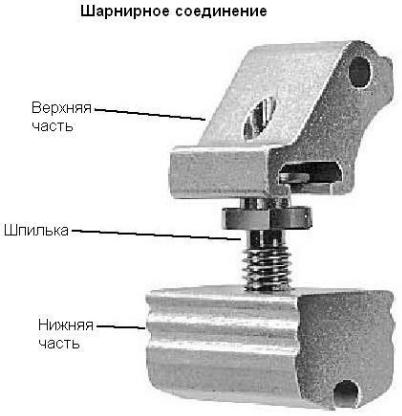 Шарнирное соединение
Верхняя
часть
Шпилька
Нижняя
часть